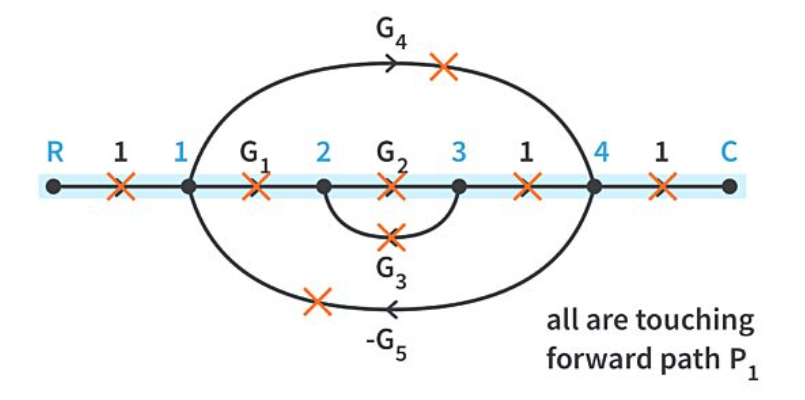 G4
R 1 1 G1 2 G2 3 1 4 1 C
G3
-G5
all are touching
forward path P1